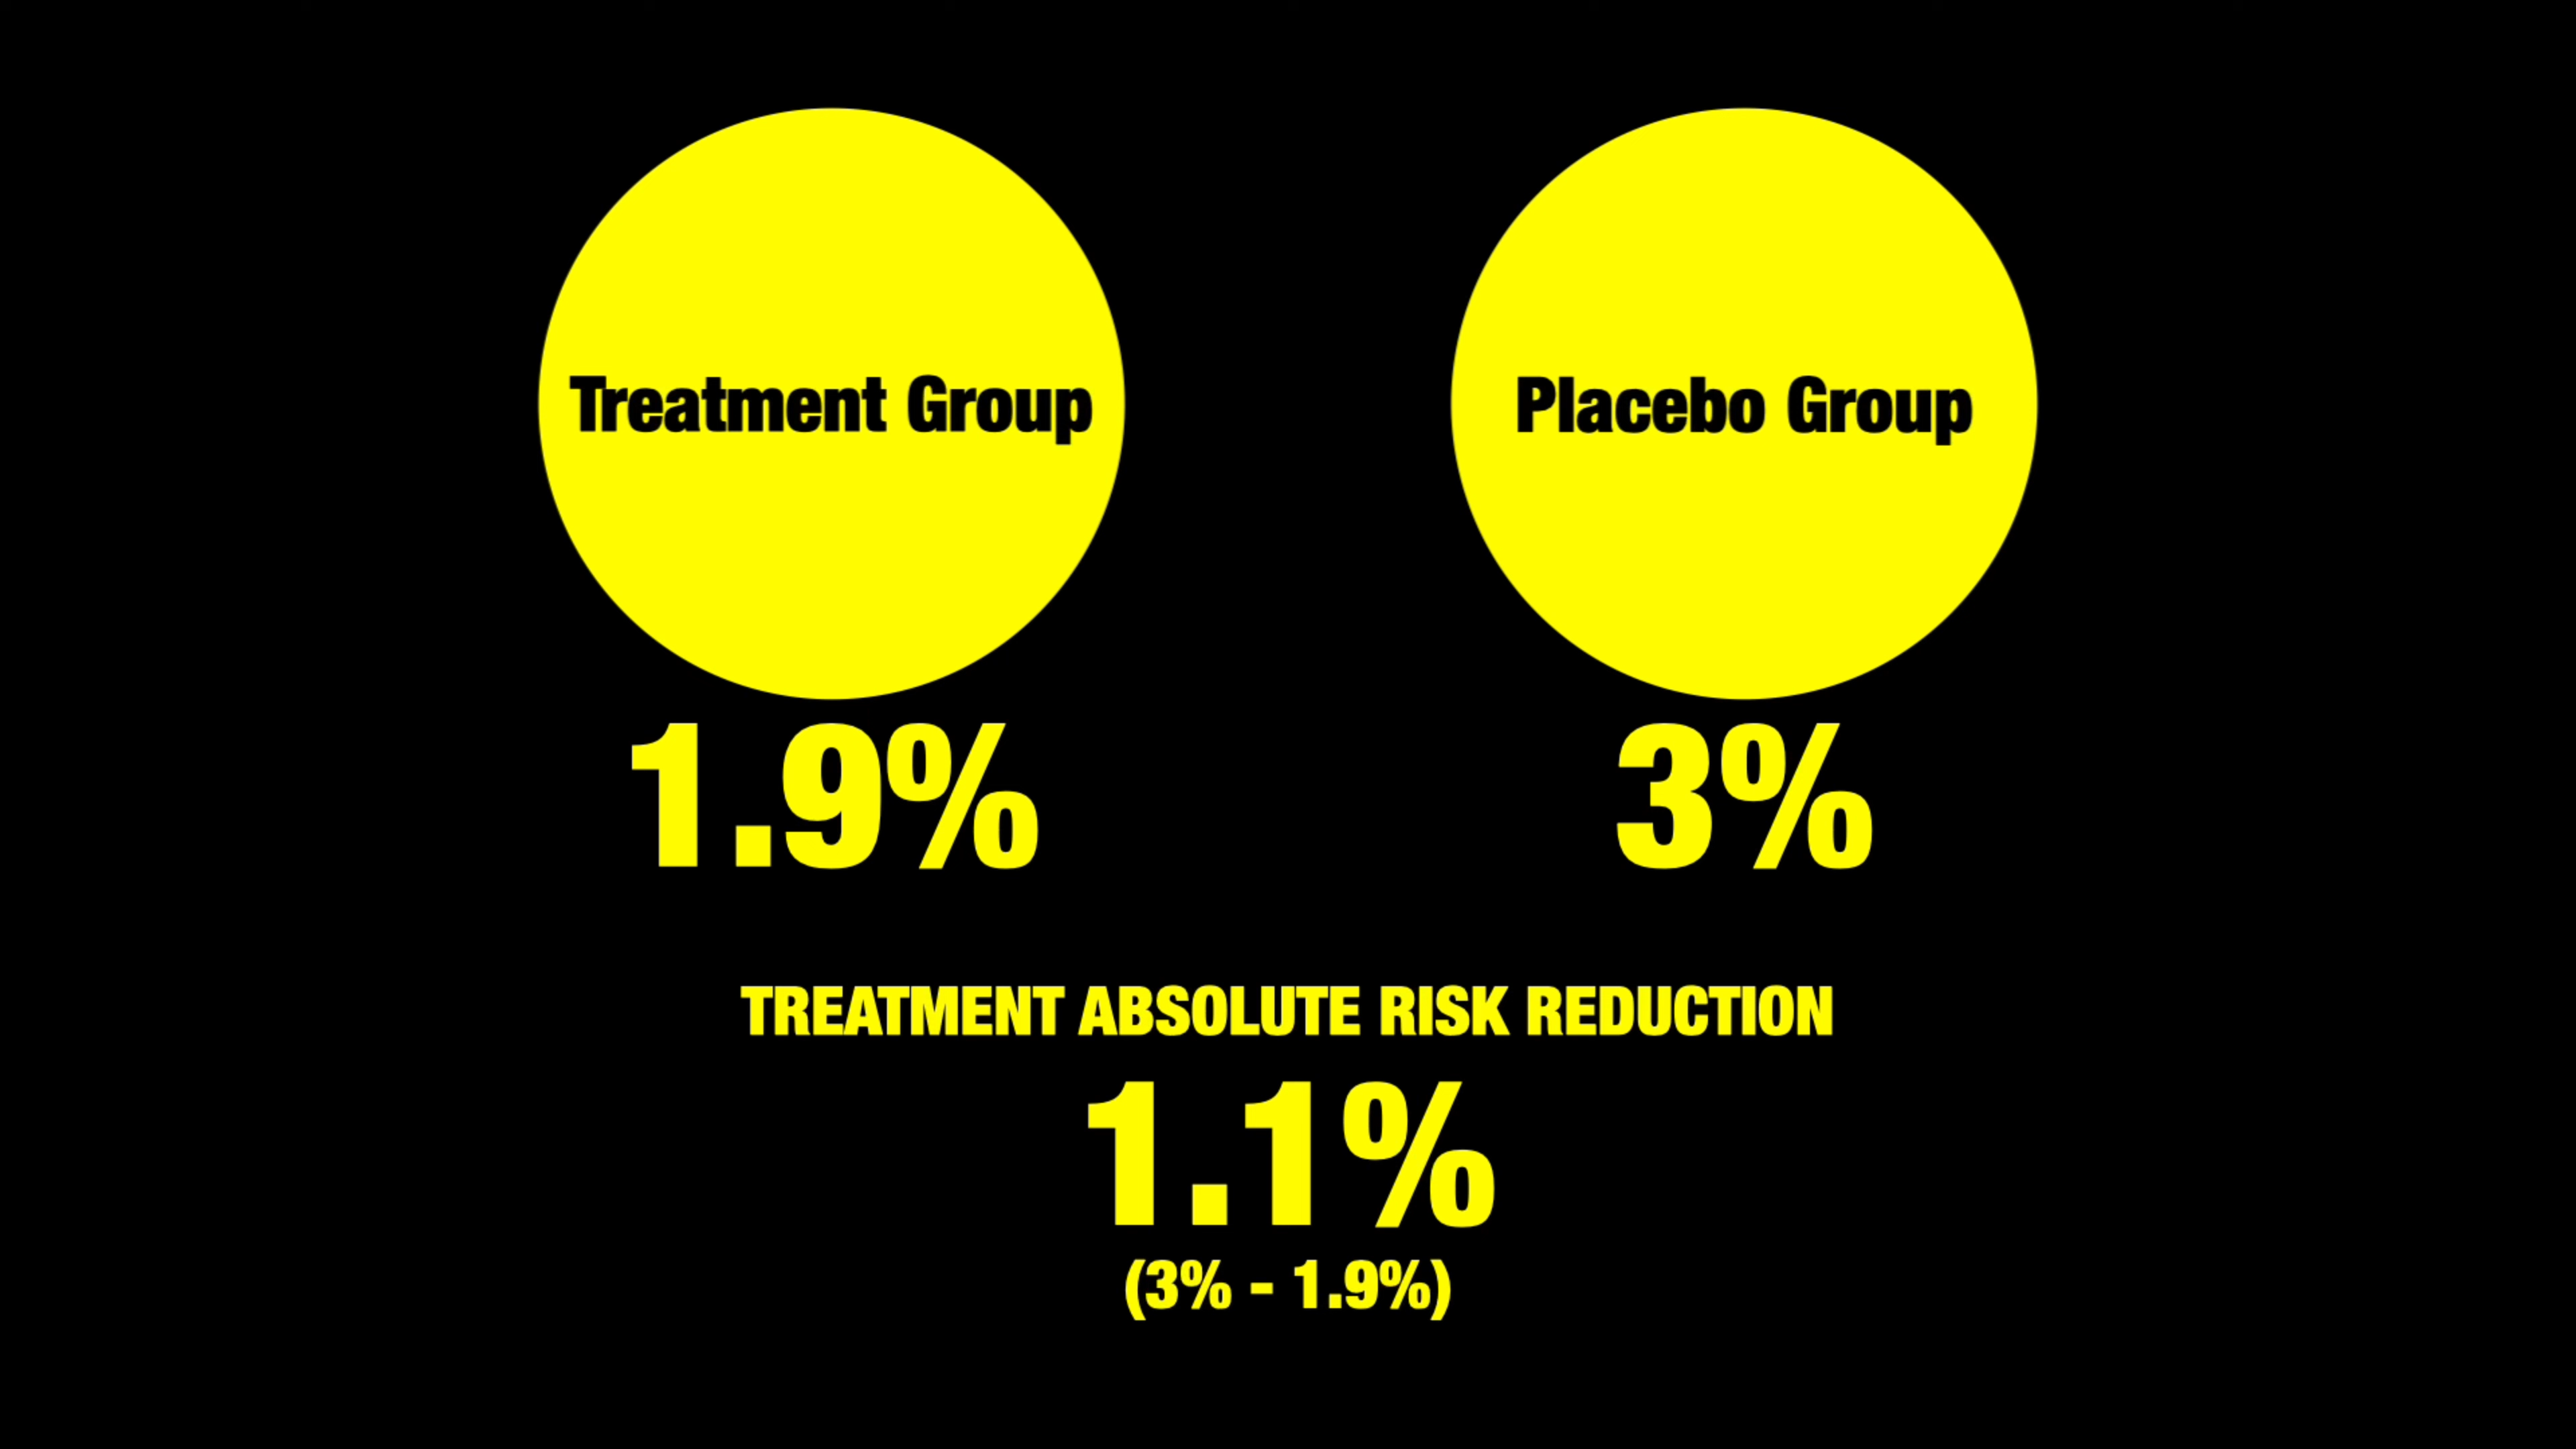 Treatment Group
Placebo Group
1.9%
3%
TREATMENT ABSOLUTE RISK REDUCTION
1.1%
(3% - 1.9%)